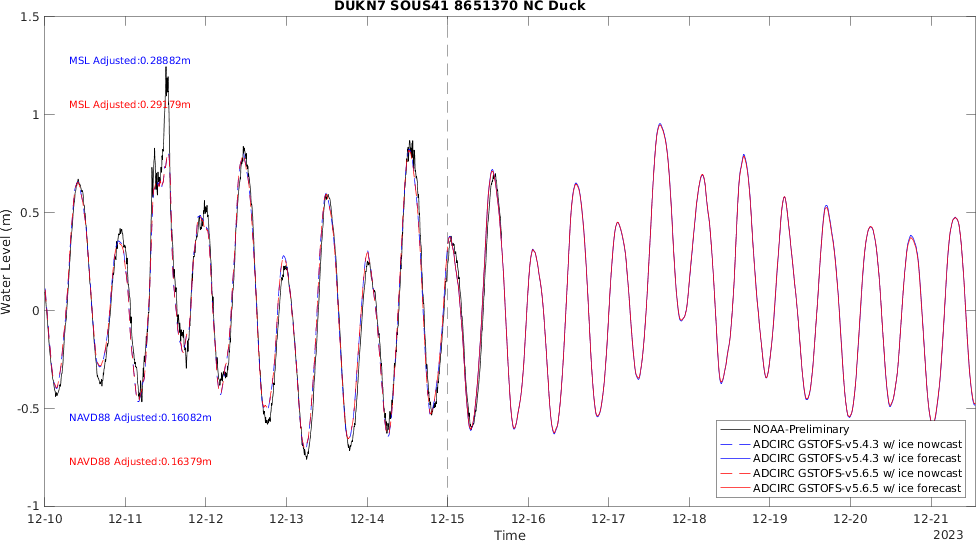 DUKN7 SOUS41 8651370 NC Duck
1.5
1
0.5
0
-0.5
-1
Water Level (m)
MSL Adjusted:0.28882m
MSL Adjusted:0.29179m
NAVD88 Adjusted:0.16082m
NAVD88 Adjusted:0.16379m
NOAA-Preliminary
ADCIRC GSTOFS-v5.4.3 w/ ice nowcast
ADCIRC GSTOFS-v5.4.3 w/ ice forecast
ADCIRC GSTOFS-v5.6.5 w/ ice nowcast
ADCIRC GSTOFS-v5.6.5 w/ ice forecast
12-10 12-11 12-12 12-13 12-14 12-15 12-16 12-17 12-18 12-19 12-20 12-21
Time
2023